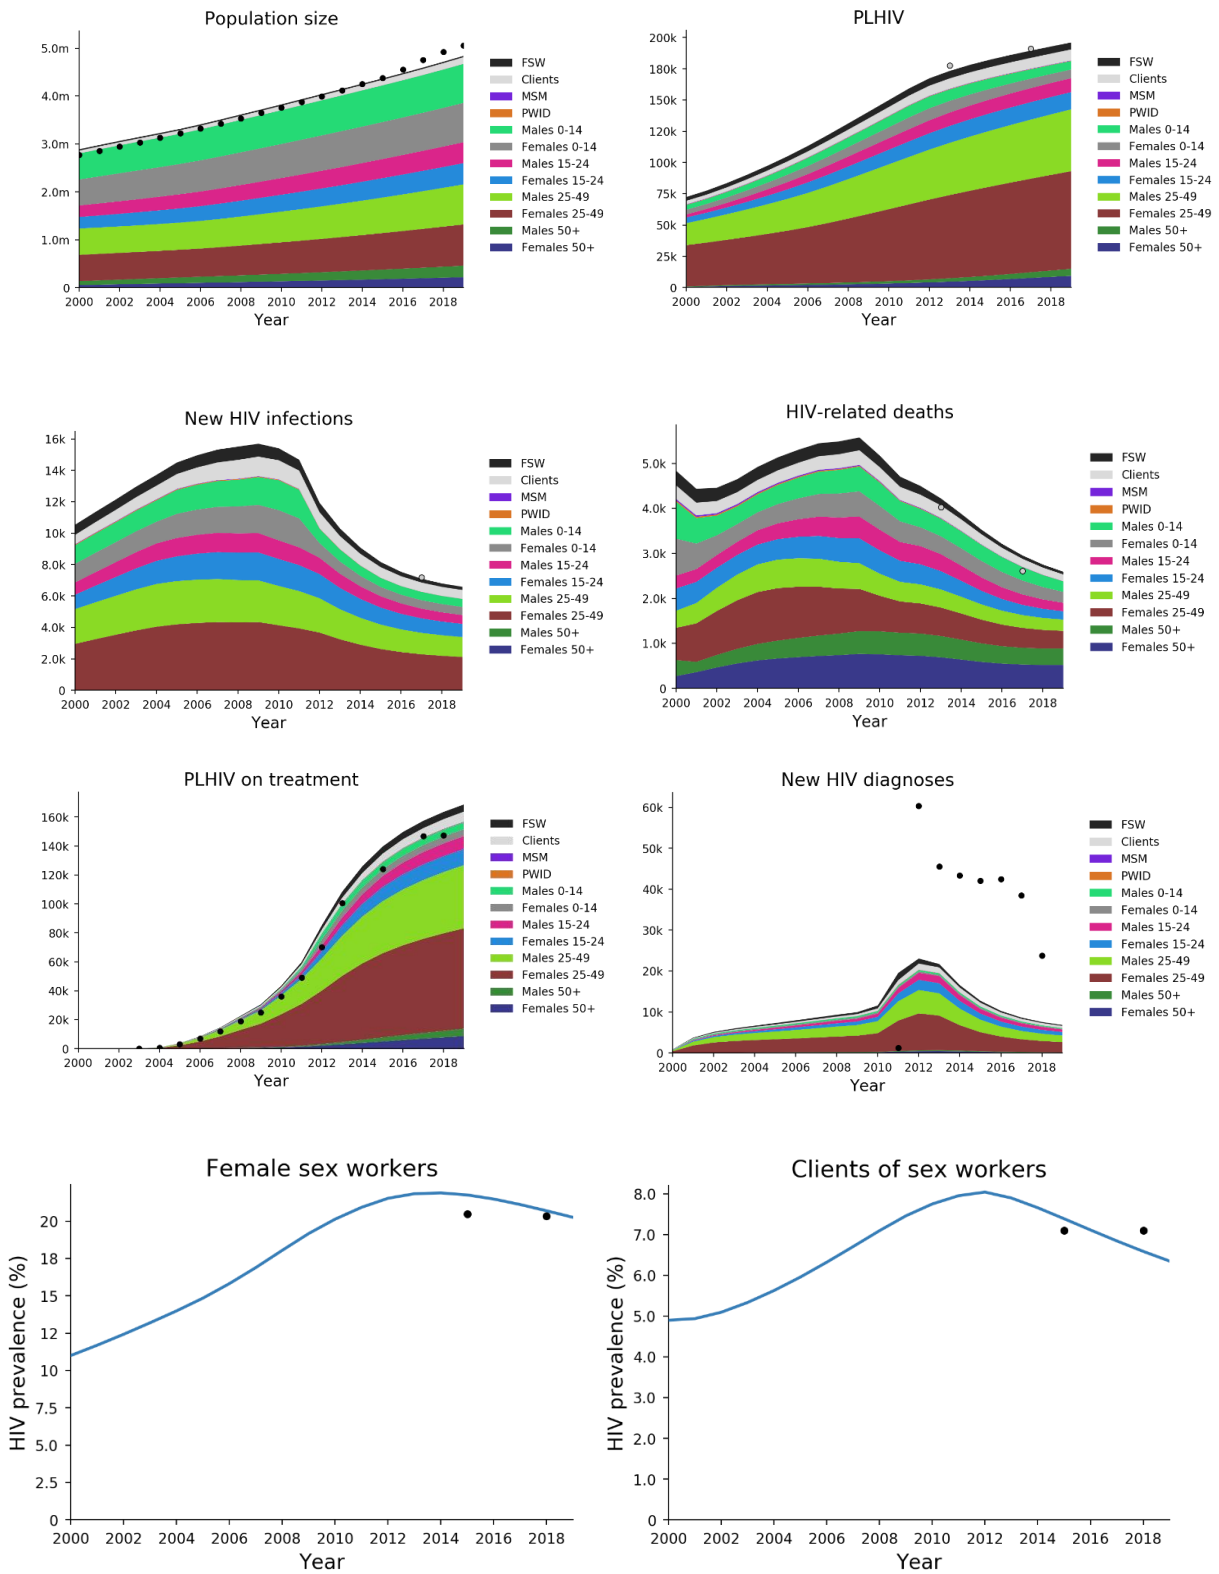 Population size
5.0m
4.0m
3.0m
2.0m
1.0m
0
2000 2002 2004 2006 2008 2010 2012 2014 2016 2018
Year
FSW
Clients
MSM
PWID
Males 0-14
Females 0-14
Males 15-24
Females 15-24
Males 25-49
Females 25-49
Males 50+
Females 50+
PLHIV
200k
180k
150k
120k
100k
75k
50k
25k
0
2000 2002 2004 2006 2008 2010 2012 2014 2016 2018
Year
FSW
Clients
MSM
PWID
Males 0-14
Females 0-14
Males 15-24
Females 15-24
Males 25-49
Females 25-49
Males 50+
Females 50+
New HIV infections
16k
14k
12k
10k
8.0k
6.0k
4.0k
2.0k
0
2000 2002 2004 2006 2008 2010 2012 2014 2016 2018
Year
FSW
Clients
MSM
PWID
Males 0-14
Females 0-14
Males 15-24
Females 15-24
Males 25-49
Females 25-49
Males 50+
Females 50+
HIV-related deaths
5.0k
4.0k
3.0k
2.0k
1.0k
0
2000 2002 2004 2006 2008 2010 2012 2014 2016 2018
Year
FSW
Clients
MSM
PWID
Males 0-14
Females 0-14
Males 15-24
Females 15-24
Males 25-49
Females 25-49
Males 50+
Females 50+
PLHIV on treatment
160k
140k
120k
100k
80k
60k
40k
20k
0
2000 2002 2004 2006 2008 2010 2012 2014 2016 2018
Year
FSW
Clients
MSM
PWID
Males 0-14
Females 0-14
Males 15-24
Females 15-24
Males 25-49
Females 25-49
Males 50+
Females 50+
New HIV diagnoses
60k
50k
40k
30k
20k
10k
0
2000 2002 2004 2006 2008 2010 2012 2014 2016 2018
Year
FSW
Clients
MSM
PWID
Males 0-14
Females 0-14
Males 15-24
Females 15-24
Males 25-49
Females 25-49
Males 50+
Females 50+
Female sex workers
HIV prevalence (%)
20
18
15
12
10
7.5
5.0
2.5
0
2000 2002 2004 2006 2008 2010 2012 2014 2016 2018
Year
Clients of sex workers
HIV prevalence (%)
8.0
7.0
6.0
5.0
4.0
3.0
2.0
1.0
0
2000 2002 2004 2006 2008 2010 2012 2014 2016 2018
Year